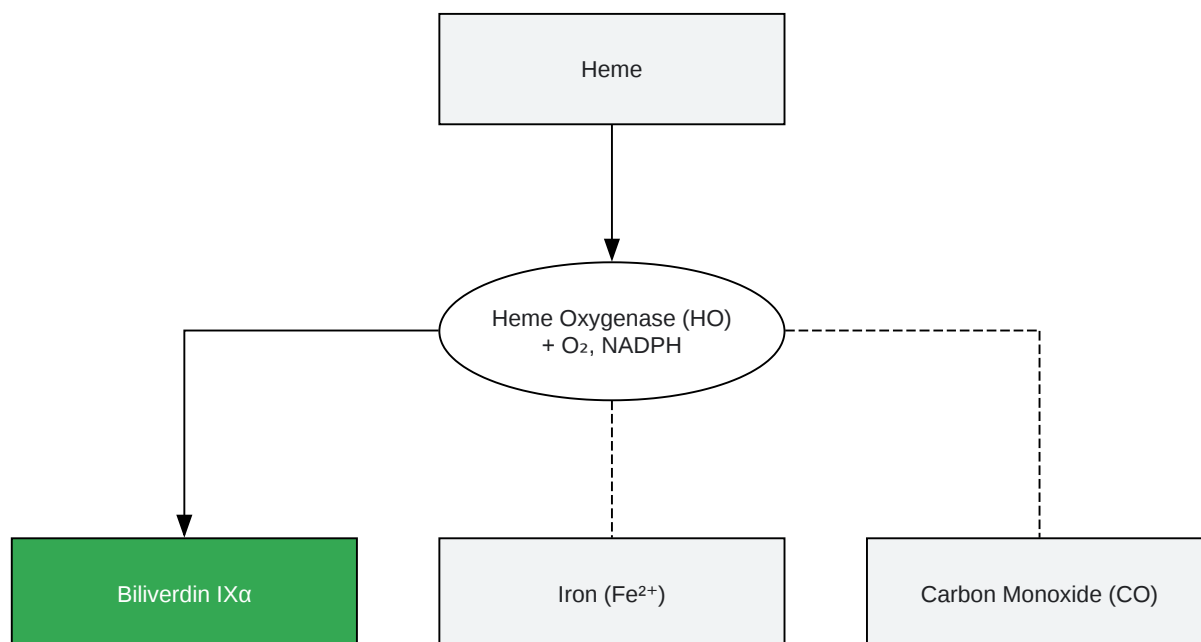 Heme
Heme Oxygenase (HO)
+ O₂, NADPH
Biliverdin IXα
Iron (Fe²⁺)
Carbon Monoxide (CO)